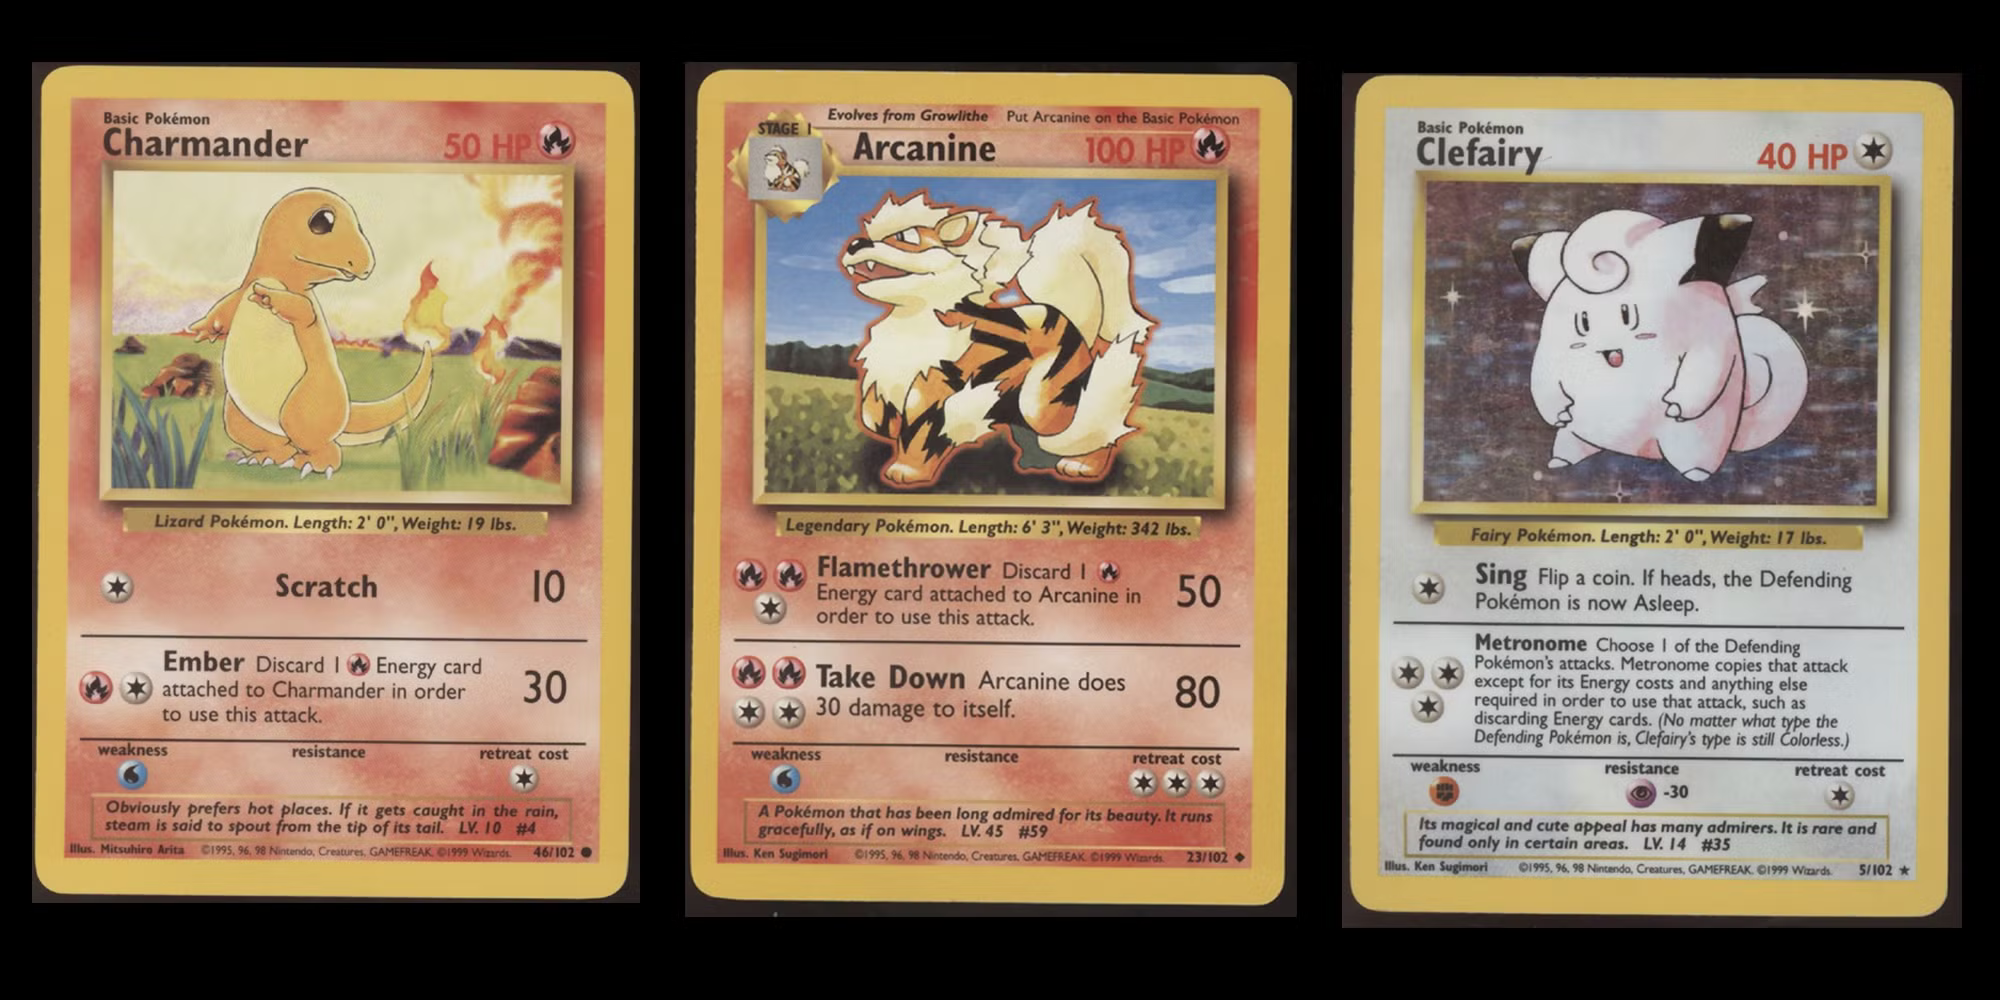 Basic Pokémon
Charmander
50 HP
Lizard Pokémon. Length: 2' 0", Weight: 19 lbs.
Scratch 10
Ember Discard 1 Energy card
attached to Charmander in order
to use this attack.
30
weakness resistance retreat cost
Obviously prefers hot places. If it gets caught in the rain,
steam is said to spout from the tip of its tail. LV. 10 #4
Illus. Mitsuhiro Arita ©1995, 96, 98 Nintendo, Creatures, GAMEFREAK. ©1999 Wizards. 46/102
Evolves from Growlithe Put Arcanine on the Basic Pokémon
STAGE 1
Arcanine
100 HP
Legendary Pokémon. Length: 6' 3", Weight: 342 lbs.
Flamethrower Discard 1
Energy card attached to Arcanine in
order to use this attack.
50
Take Down Arcanine does
30 damage to itself.
80
weakness resistance retreat cost
A Pokémon that has been long admired for its beauty. It runs
gracefully, as if on wings. LV. 45 #59
Illus. Ken Sugimori ©1995, 96, 98 Nintendo, Creatures, GAMEFREAK. ©1999 Wizards. 23/102
Basic Pokémon
Clefairy
40 HP
Fairy Pokémon. Length: 2' 0", Weight: 17 lbs.
Sing Flip a coin. If heads, the Defending
Pokémon is now Asleep.
Metronome Choose 1 of the Defending
Pokémon's attacks. Metronome copies that attack
except for its Energy costs and anything else
required in order to use that attack, such as
discarding Energy cards. (No matter what type the
Defending Pokémon is, Clefairy's type is still Colorless.)
weakness resistance retreat cost
-30
Its magical and cute appeal has many admirers. It is rare and
found only in certain areas. LV. 14 #35
Illus. Ken Sugimori ©1995, 96, 98 Nintendo, Creatures, GAMEFREAK. ©1999 Wizards. 5/102